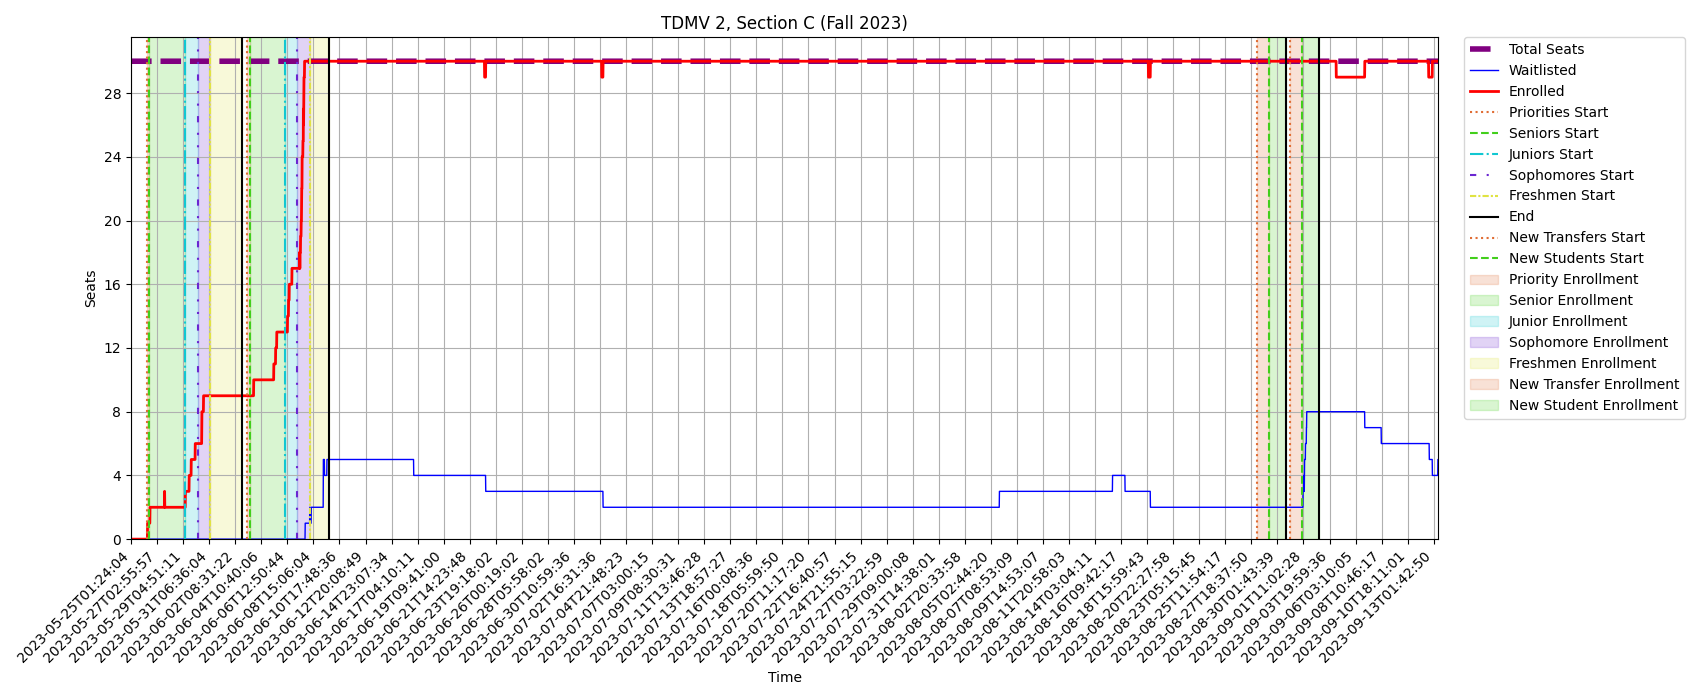 TDMV 2, Section C (Fall 2023)
Seats
28
24
20
16
12
8
4
0
2023-05-25T01:24:04
2023-05-27T02:55:57
2023-05-29T04:51:11
2023-05-31T06:36:04
2023-06-02T08:31:22
2023-06-04T10:40:06
2023-06-06T12:50:44
2023-06-08T15:06:04
2023-06-10T17:48:36
2023-06-12T20:08:49
2023-06-14T23:07:34
2023-06-17T04:10:11
2023-06-19T09:41:00
2023-06-21T14:23:48
2023-06-23T19:18:02
2023-06-26T00:19:02
2023-06-28T05:58:02
2023-06-30T10:59:36
2023-07-02T16:31:36
2023-07-04T21:48:23
2023-07-07T03:00:15
2023-07-09T08:30:31
2023-07-11T13:46:28
2023-07-13T18:57:27
2023-07-16T00:08:36
2023-07-18T05:59:50
2023-07-20T11:17:20
2023-07-22T16:40:57
2023-07-24T21:55:15
2023-07-27T03:22:59
2023-07-29T09:00:08
2023-07-31T14:38:01
2023-08-02T20:33:58
2023-08-05T02:44:20
2023-08-07T08:53:09
2023-08-09T14:53:07
2023-08-11T20:58:03
2023-08-14T03:04:11
2023-08-16T09:42:17
2023-08-18T15:59:43
2023-08-20T22:27:58
2023-08-23T05:15:45
2023-08-25T11:54:17
2023-08-27T18:37:50
2023-08-30T01:43:39
2023-09-01T11:02:28
2023-09-03T19:59:36
2023-09-06T03:10:05
2023-09-08T10:46:17
2023-09-10T18:11:01
2023-09-13T01:42:50
Time
Total Seats
Waitlisted
Enrolled
Priorities Start
Seniors Start
Juniors Start
Sophomores Start
Freshmen Start
End
New Transfers Start
New Students Start
Priority Enrollment
Senior Enrollment
Junior Enrollment
Sophomore Enrollment
Freshmen Enrollment
New Transfer Enrollment
New Student Enrollment